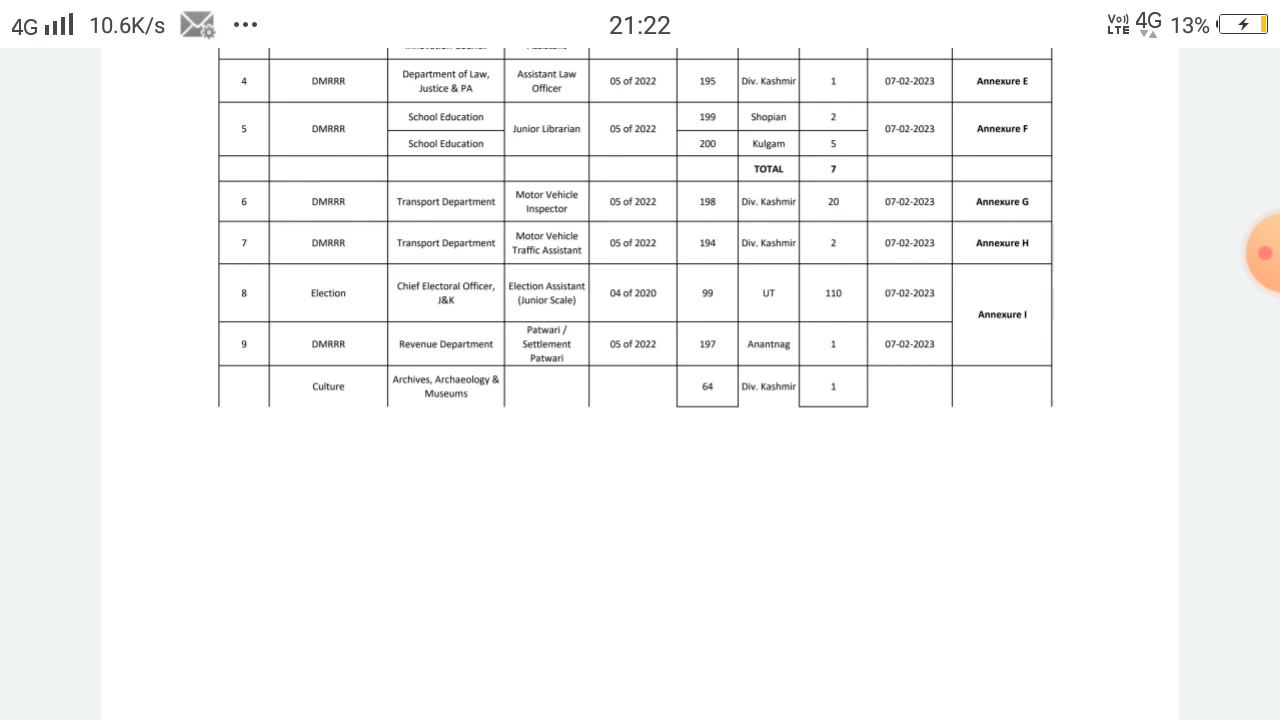 4G 10.6K/s ••• 21:22 Vo) LTE 4G 13%
4 DMRRR Department of Law, Justice & PA Assistant Law Officer 05 of 2022 195 Div. Kashmir 1 07-02-2023 Annexure E
5 DMRRR School Education Junior Librarian 05 of 2022 199 Shopian 2 07-02-2023 Annexure F
School Education 200 Kulgam 5
TOTAL 7
6 DMRRR Transport Department Motor Vehicle Inspector 05 of 2022 198 Div. Kashmir 20 07-02-2023 Annexure G
7 DMRRR Transport Department Motor Vehicle Traffic Assistant 05 of 2022 194 Div. Kashmir 2 07-02-2023 Annexure H
8 Election Chief Electoral Officer, J&K Election Assistant (Junior Scale) 04 of 2020 99 UT 110 07-02-2023 Annexure I
9 DMRRR Revenue Department Patwari / Settlement Patwari 05 of 2022 197 Anantnag 1 07-02-2023
Culture Archives, Archaeology & Museums 64 Div. Kashmir 1